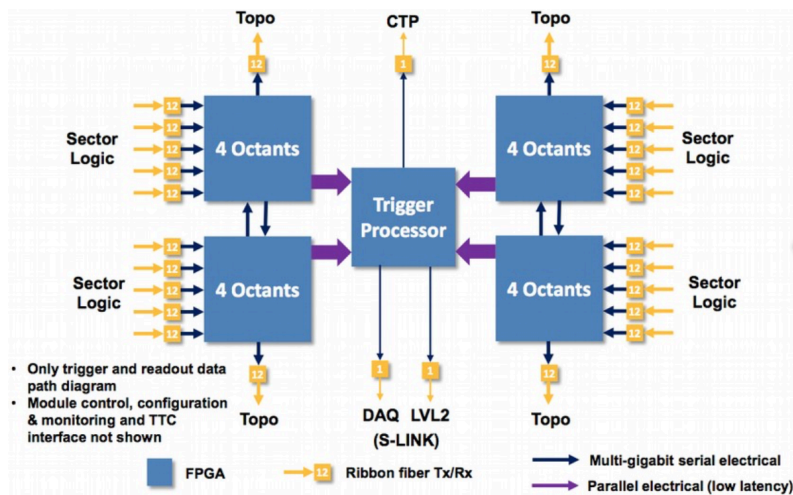 Topo
CTP
Topo
12
1
12
12
12
12
12
12
Sector
Logic
4 Octants
4 Octants
12
12
12
12
12
Sector
Logic
Trigger
Processor
12
12
12
12
12
Sector
Logic
4 Octants
4 Octants
12
12
12
12
12
Sector
Logic
12
1
1
12
Topo
DAQ LVL2
(S-LINK)
Topo
• Only trigger and readout data
path diagram
• Module control, configuration
& monitoring and TTC
interface not shown
FPGA
12
Ribbon fiber Tx/Rx
Multi-gigabit serial electrical
Parallel electrical (low latency)